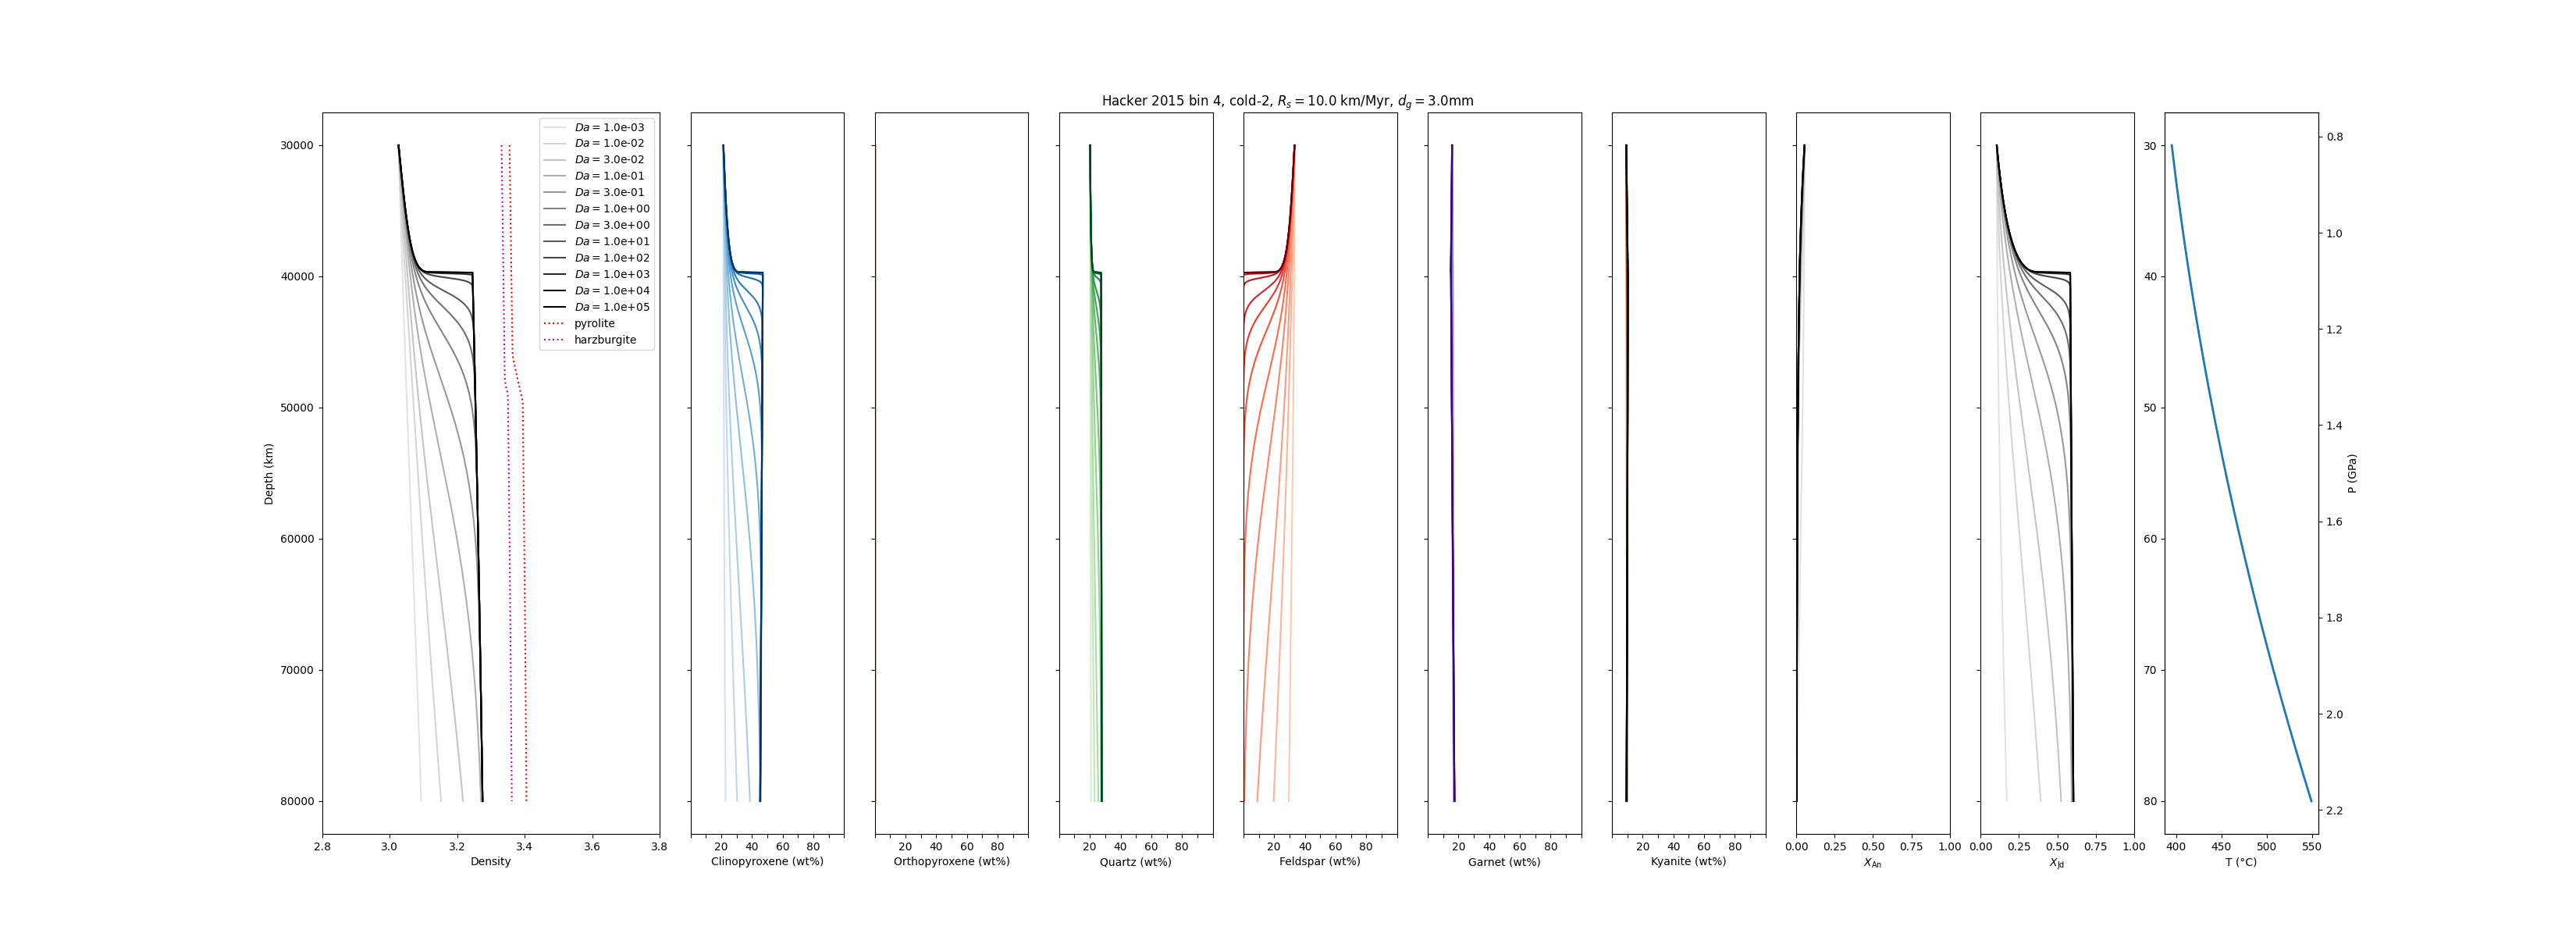 Hacker 2015 bin 4, cold-2, R_s = 10.0 km/Myr, d_g = 3.0mm
Da = 1.0e-03
Da = 1.0e-02
Da = 3.0e-02
Da = 1.0e-01
Da = 3.0e-01
Da = 1.0e+00
Da = 3.0e+00
Da = 1.0e+01
Da = 1.0e+02
Da = 1.0e+03
Da = 1.0e+04
Da = 1.0e+05
pyrolite
harzburgite
Depth (km)
30000
40000
50000
60000
70000
80000
2.8 3.0 3.2 3.4 3.6 3.8
Density
20 40 60 80
Clinopyroxene (wt%)
20 40 60 80
Orthopyroxene (wt%)
20 40 60 80
Quartz (wt%)
20 40 60 80
Feldspar (wt%)
20 40 60 80
Garnet (wt%)
20 40 60 80
Kyanite (wt%)
0.00 0.25 0.50 0.75 1.00
X_An
0.00 0.25 0.50 0.75 1.00
X_Jd
30
40
50
60
70
80
400 450 500 550
T (°C)
0.8
1.0
1.2
1.4
1.6
1.8
2.0
2.2
P (GPa)